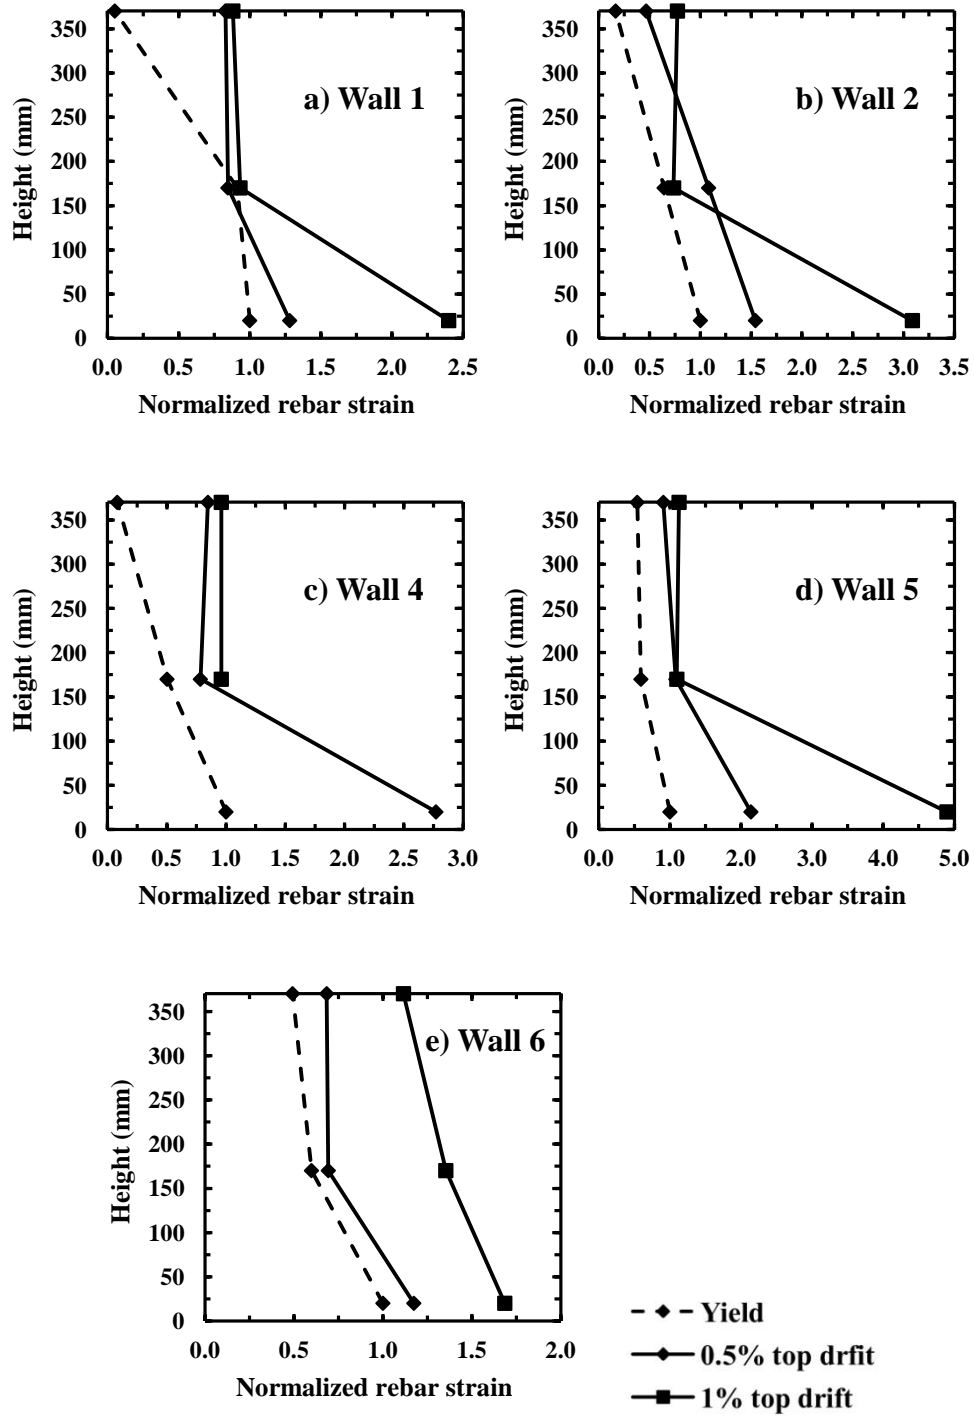 350
300
250
200
150
100
50
0
Height (mm)
a) Wall 1
0.0 0.5 1.0 1.5 2.0 2.5
Normalized rebar strain
350
300
250
200
150
100
50
0
Height (mm)
b) Wall 2
0.0 0.5 1.0 1.5 2.0 2.5 3.0 3.5
Normalized rebar strain
350
300
250
200
150
100
50
0
Height (mm)
c) Wall 4
0.0 0.5 1.0 1.5 2.0 2.5 3.0
Normalized rebar strain
350
300
250
200
150
100
50
0
Height (mm)
d) Wall 5
0.0 1.0 2.0 3.0 4.0 5.0
Normalized rebar strain
350
300
250
200
150
100
50
0
Height (mm)
e) Wall 6
0.0 0.5 1.0 1.5 2.0
Normalized rebar strain
Yield
0.5% top drfit
1% top drift